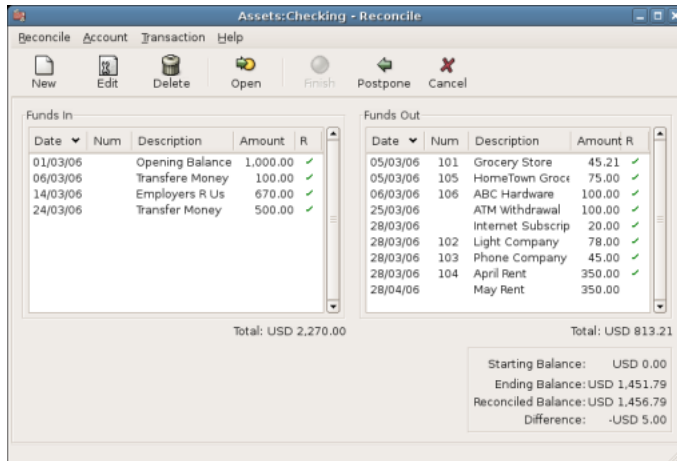 Assets:Checking - Reconcile
Reconcile Account Transaction Help
New Edit Delete Open Finish Postpone Cancel
Funds In
Date Num Description Amount R
01/03/06 Opening Balance 1,000.00 ✓
06/03/06 Transfere Money 100.00 ✓
14/03/06 Employers R Us 670.00 ✓
24/03/06 Transfer Money 500.00 ✓
Total: USD 2,270.00
Funds Out
Date Num Description Amount R
05/03/06 101 Grocery Store 45.21 ✓
05/03/06 105 HomeTown Groce 75.00 ✓
06/03/06 106 ABC Hardware 100.00 ✓
25/03/06 ATM Withdrawal 100.00 ✓
28/03/06 Internet Subscrip 20.00 ✓
28/03/06 102 Light Company 78.00 ✓
28/03/06 103 Phone Company 45.00 ✓
28/03/06 104 April Rent 350.00 ✓
28/04/06 May Rent 350.00
Total: USD 813.21
Starting Balance: USD 0.00
Ending Balance: USD 1,451.79
Reconciled Balance: USD 1,456.79
Difference: -USD 5.00